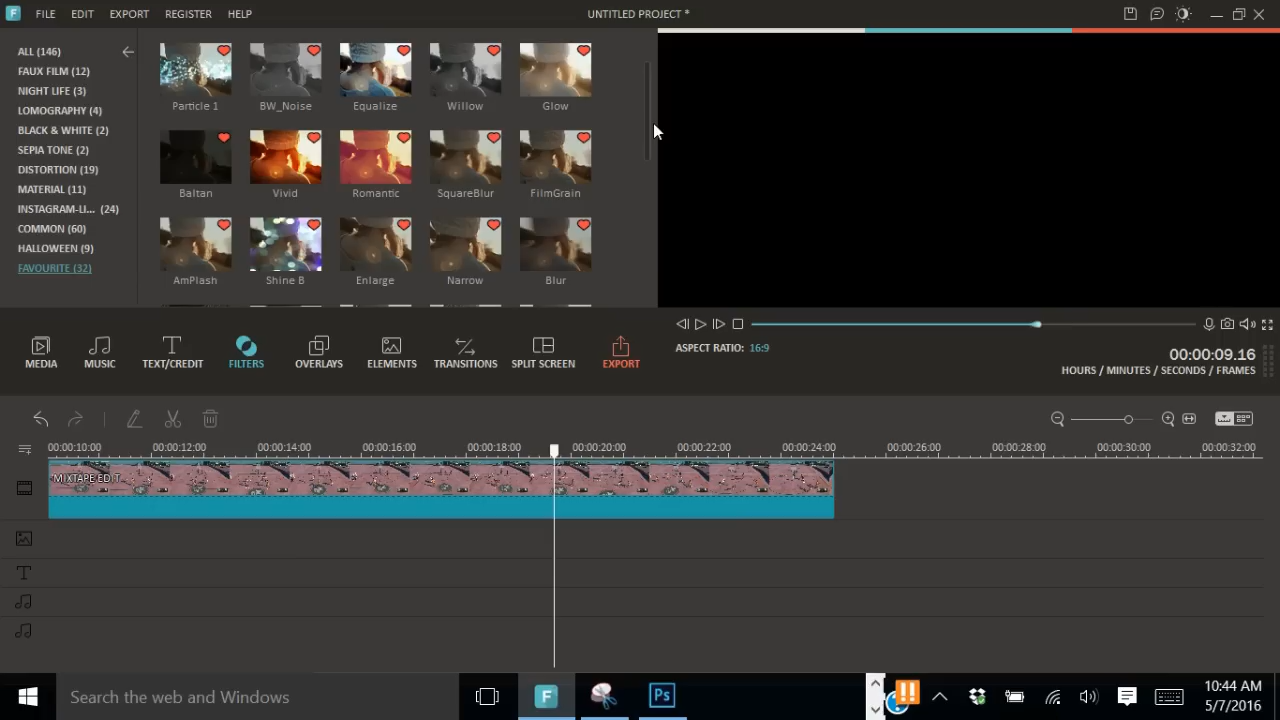 F FILE EDIT EXPORT REGISTER HELP UNTITLED PROJECT *
ALL (146)
FAUX FILM (12)
NIGHT LIFE (3)
LOMOGRAPHY (4)
BLACK & WHITE (2)
SEPIA TONE (2)
DISTORTION (19)
MATERIAL (11)
INSTAGRAM-LI... (24)
COMMON (60)
HALLOWEEN (9)
FAVOURITE (32)
Particle 1 BW_Noise Equalize Willow Glow
Baltan Vivid Romantic SquareBlur FilmGrain
AmPlash Shine B Enlarge Narrow Blur
MEDIA MUSIC TEXT/CREDIT FILTERS OVERLAYS ELEMENTS TRANSITIONS SPLIT SCREEN EXPORT
ASPECT RATIO: 16:9
00:00:09.16
HOURS / MINUTES / SECONDS / FRAMES
00:00:10:00 00:00:12:00 00:00:14:00 00:00:16:00 00:00:18:00 00:00:20:00 00:00:22:00 00:00:24:00 00:00:26:00 00:00:28:00 00:00:30:00 00:00:32:00
MIXTAPE EDIT
T
Search the web and Windows
F
Ps
10:44 AM
5/7/2016